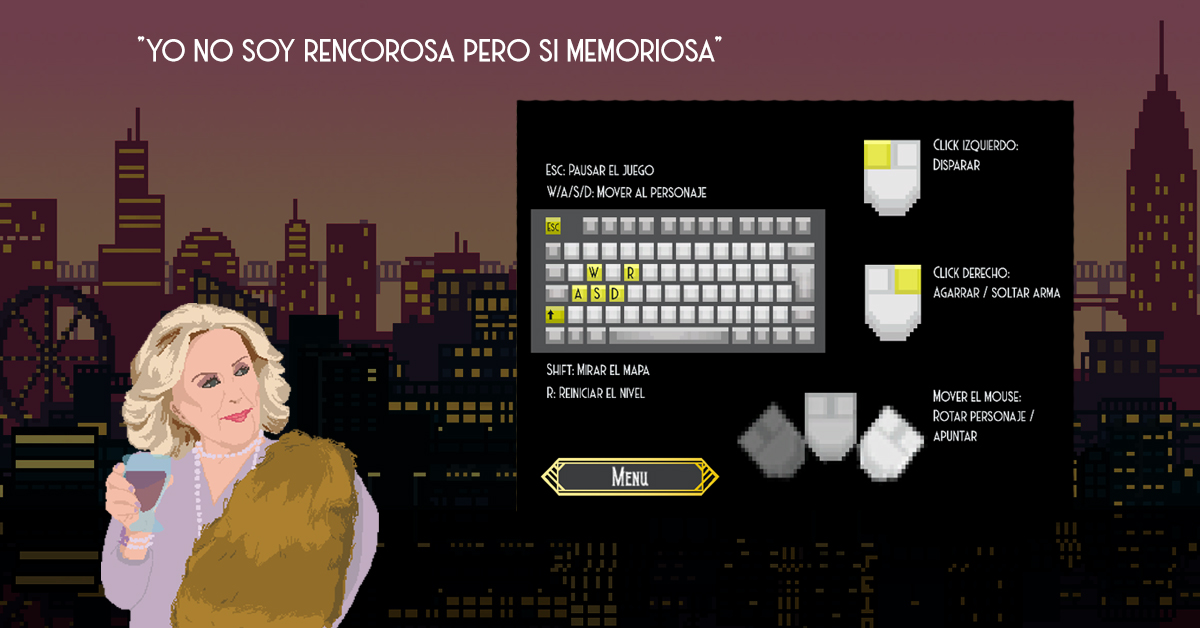 "YO NO SOY RENCOROSA PERO SI MEMORIOSA"
ESC: PAUSAR EL JUEGO
W/A/S/D: MOVER AL PERSONAJE
ESC
W R
A S D
SHIFT: MIRAR EL MAPA
R: REINICIAR EL NIVEL
MENU
CLICK IZQUIERDO:
DISPARAR
CLICK DERECHO:
AGARRAR / SOLTAR ARMA
MOVER EL MOUSE:
ROTAR PERSONAJE /
APUNTAR